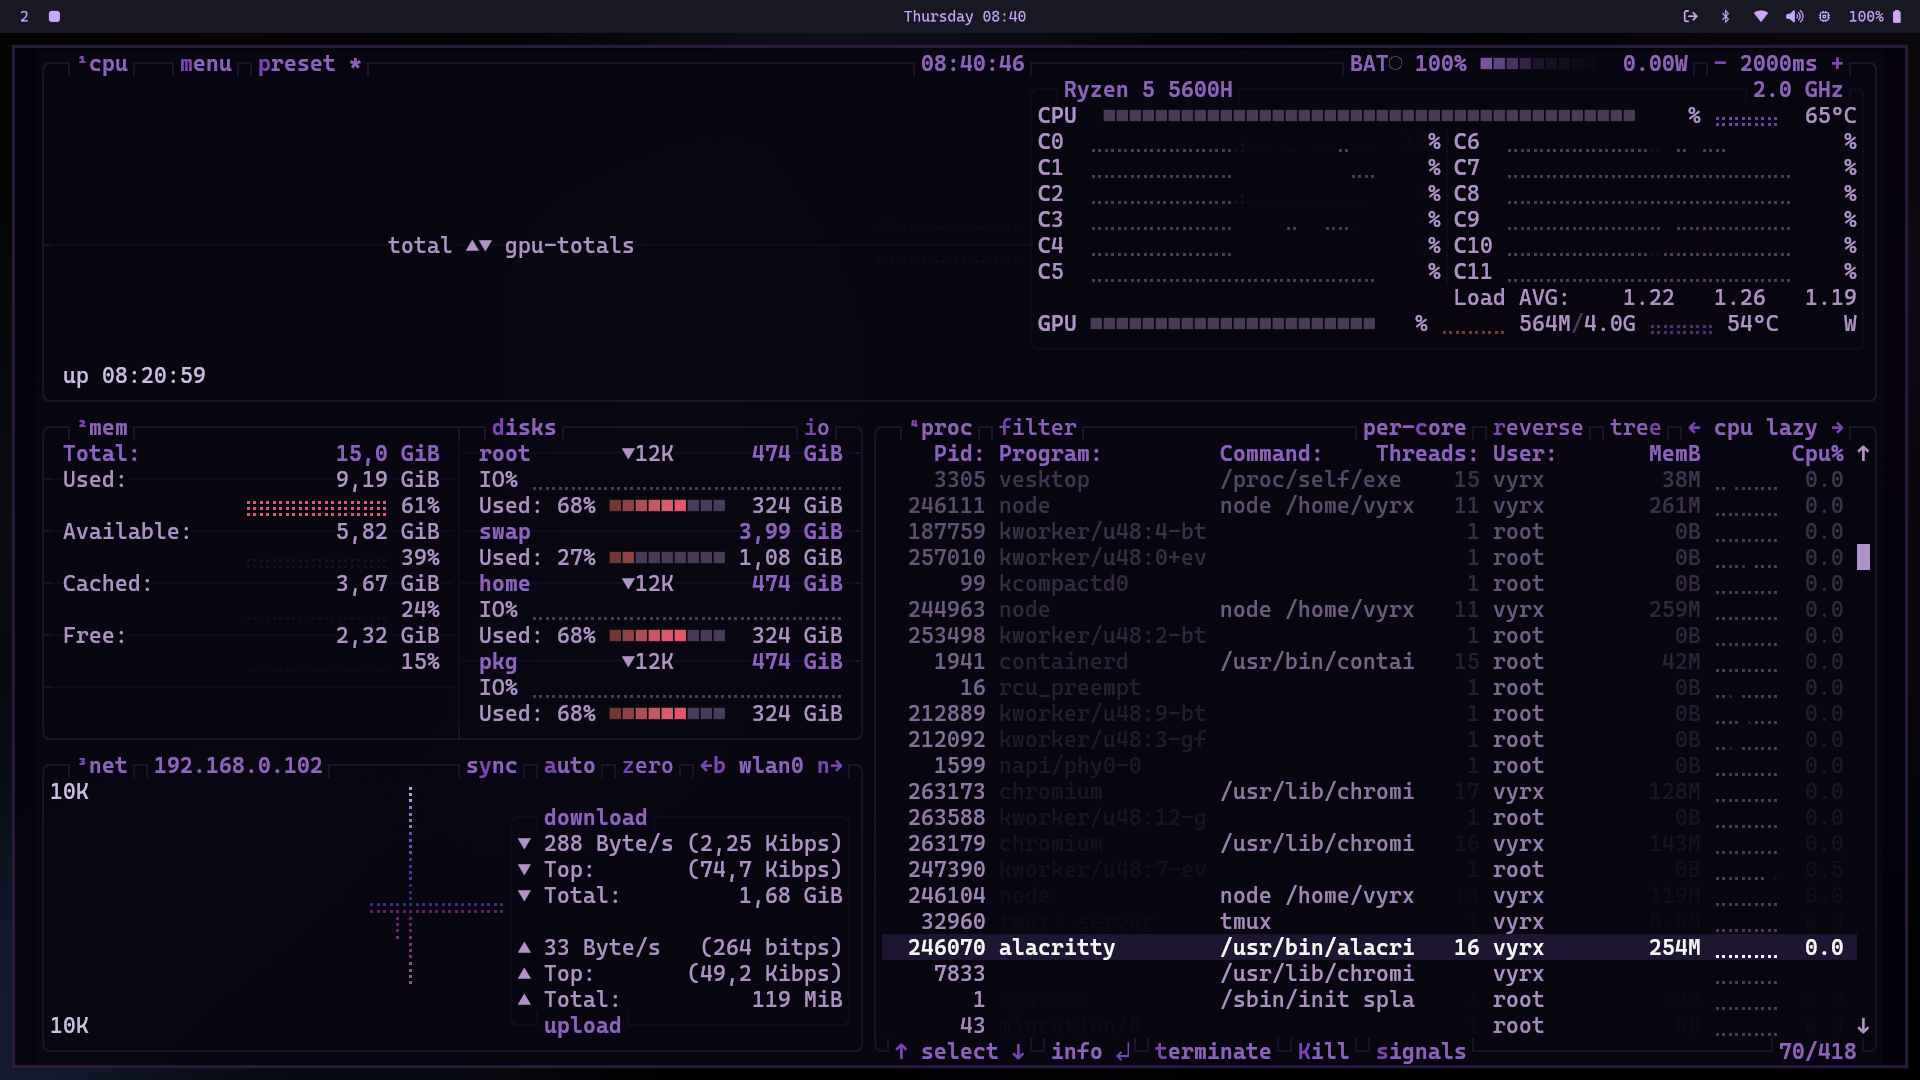 2
Thursday 08:40
100%
¹cpu menu preset * 08:40:46 BAT 100% 0.00W - 2000ms +
Ryzen 5 5600H 2.0 GHz
CPU % 65°C
C0 % C6 %
C1 % C7 %
C2 % C8 %
C3 % C9 %
C4 % C10 %
C5 % C11 %
Load AVG: 1.22 1.26 1.19
GPU % 564M/4.0G 54°C W
total ▲▼ gpu-totals
up 08:20:59
²mem
Total: 15,0 GiB
Used: 9,19 GiB
61%
Available: 5,82 GiB
39%
Cached: 3,67 GiB
24%
Free: 2,32 GiB
15%
disks io
root ▼12K 474 GiB
IO%
Used: 68% 324 GiB
swap 3,99 GiB
Used: 27% 1,08 GiB
home ▼12K 474 GiB
IO%
Used: 68% 324 GiB
pkg ▼12K 474 GiB
IO%
Used: 68% 324 GiB
³net 192.168.0.102 sync auto zero ←b wlan0 n→
10K
10K
download
▼ 288 Byte/s (2,25 Kibps)
▼ Top: (74,7 Kibps)
▼ Total: 1,68 GiB
▲ 33 Byte/s (264 bitps)
▲ Top: (49,2 Kibps)
▲ Total: 119 MiB
upload
⁴proc filter per-core reverse tree ← cpu lazy →
Pid: Program: Command: Threads: User: MemB Cpu% ↑
3305 vesktop /proc/self/exe 15 vyrx 38M 0.0
246111 node node /home/vyrx 11 vyrx 261M 0.0
187759 kworker/u48:4-bt 1 root 0B 0.0
257010 kworker/u48:0+ev 1 root 0B 0.0
99 kcompactd0 1 root 0B 0.0
244963 node node /home/vyrx 11 vyrx 259M 0.0
253498 kworker/u48:2-bt 1 root 0B 0.0
1941 containerd /usr/bin/contai 15 root 42M 0.0
16 rcu_preempt 1 root 0B 0.0
212889 kworker/u48:9-bt 1 root 0B 0.0
212092 kworker/u48:3-gf 1 root 0B 0.0
1599 napi/phy0-0 1 root 0B 0.0
263173 chromium /usr/lib/chromi 17 vyrx 128M 0.0
263588 kworker/u48:12-g 1 root 0B 0.0
263179 chromium /usr/lib/chromi 16 vyrx 143M 0.0
247390 kworker/u48:7-ev 1 root 0B 0.5
246104 node node /home/vyrx 13 vyrx 119M 0.0
32960 tmux: server tmux 1 vyrx 5.0M 0.0
246070 alacritty /usr/bin/alacri 16 vyrx 254M 0.0
7833 /usr/lib/chromi vyrx
1 systemd /sbin/init spla root
43 migration/8 root ↓
↑ select ↓ info ↲ terminate Kill signals 70/418